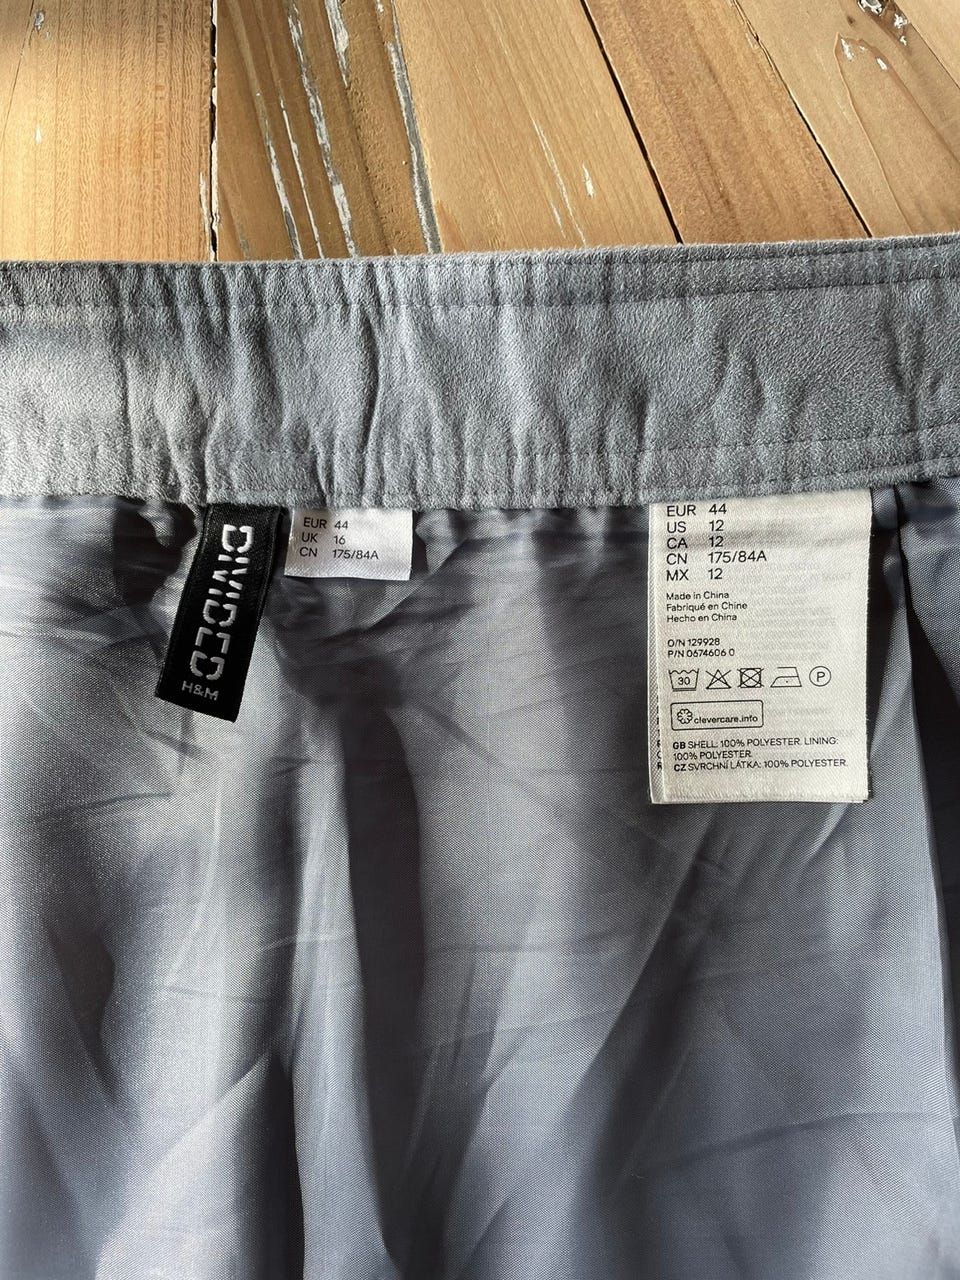 DIVIDED
H&M
EUR 44
UK 16
CN 175/84A
EUR 44
US 12
CA 12
CN 175/84A
MX 12
Made in China
Fabriqué en Chine
Hecho en China
O/N 129928
P/N 0674606 0
30
P
clevercare.info
GB SHELL: 100% POLYESTER. LINING:
100% POLYESTER.
CZ SVRCHNÍ LÁTKA: 100% POLYESTER.